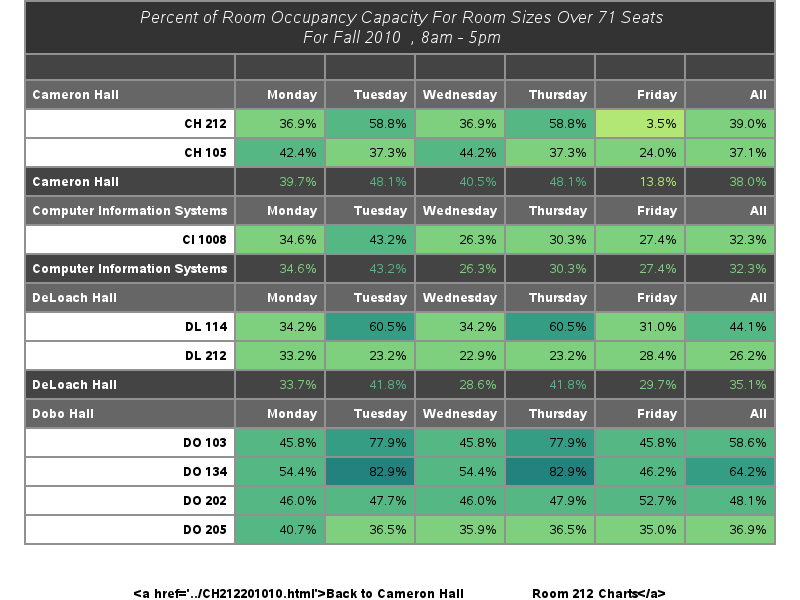 Percent of Room Occupancy Capacity For Room Sizes Over 71 Seats
For Fall 2010 , 8am - 5pm
Cameron Hall Monday Tuesday Wednesday Thursday Friday All
CH 212 36.9% 58.8% 36.9% 58.8% 3.5% 39.0%
CH 105 42.4% 37.3% 44.2% 37.3% 24.0% 37.1%
Cameron Hall 39.7% 48.1% 40.5% 48.1% 13.8% 38.0%
Computer Information Systems Monday Tuesday Wednesday Thursday Friday All
CI 1008 34.6% 43.2% 26.3% 30.3% 27.4% 32.3%
Computer Information Systems 34.6% 43.2% 26.3% 30.3% 27.4% 32.3%
DeLoach Hall Monday Tuesday Wednesday Thursday Friday All
DL 114 34.2% 60.5% 34.2% 60.5% 31.0% 44.1%
DL 212 33.2% 23.2% 22.9% 23.2% 28.4% 26.2%
DeLoach Hall 33.7% 41.8% 28.6% 41.8% 29.7% 35.1%
Dobo Hall Monday Tuesday Wednesday Thursday Friday All
DO 103 45.8% 77.9% 45.8% 77.9% 45.8% 58.6%
DO 134 54.4% 82.9% 54.4% 82.9% 46.2% 64.2%
DO 202 46.0% 47.7% 46.0% 47.9% 52.7% 48.1%
DO 205 40.7% 36.5% 35.9% 36.5% 35.0% 36.9%
<a href='../CH212201010.html'>Back to Cameron Hall Room 212 Charts</a>